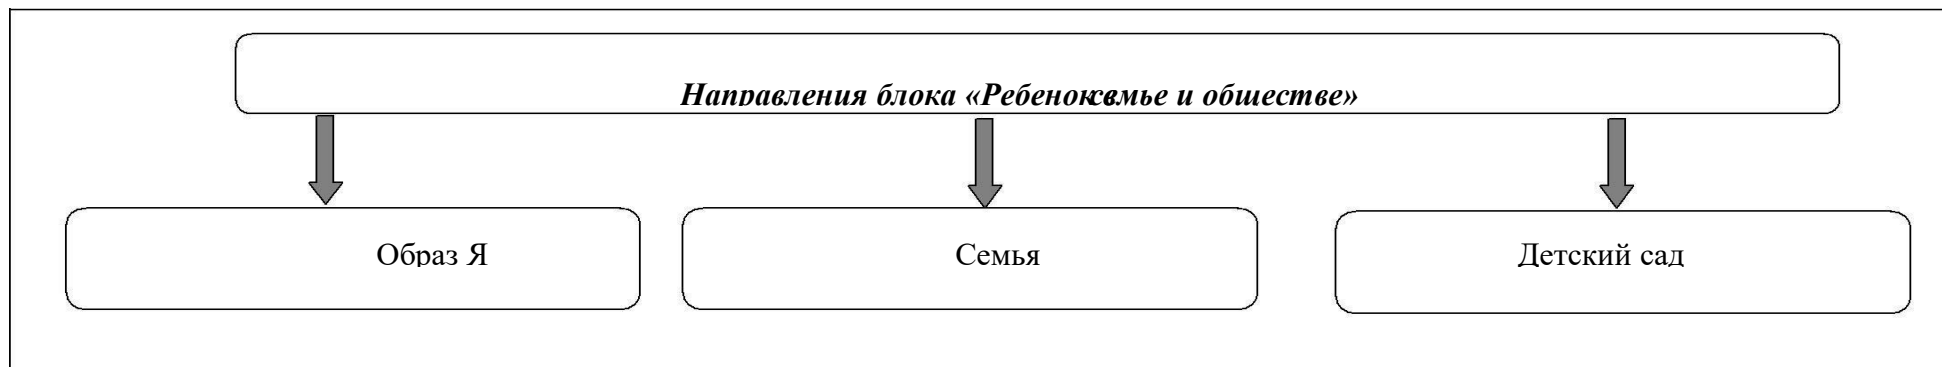 Направления блока «Ребенок в семье и обществе»
Образ Я
Семья
Детский сад